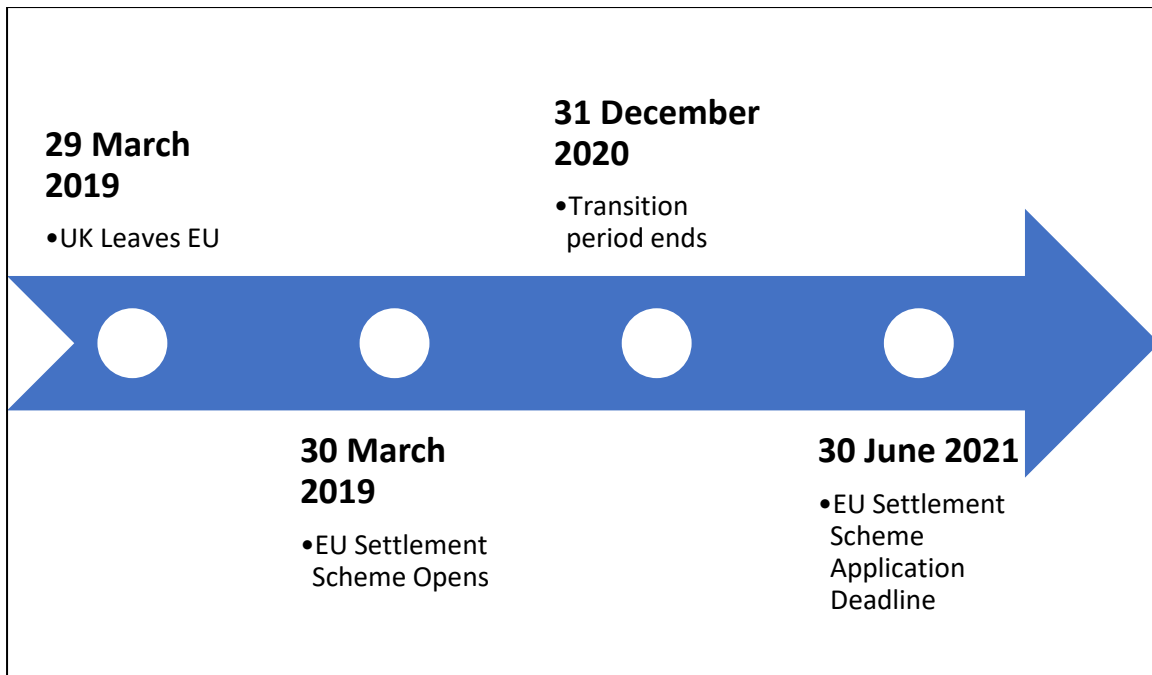 29 March
2019
•UK Leaves EU
30 March
2019
•EU Settlement
Scheme Opens
31 December
2020
•Transition
period ends
30 June 2021
•EU Settlement
Scheme
Application
Deadline